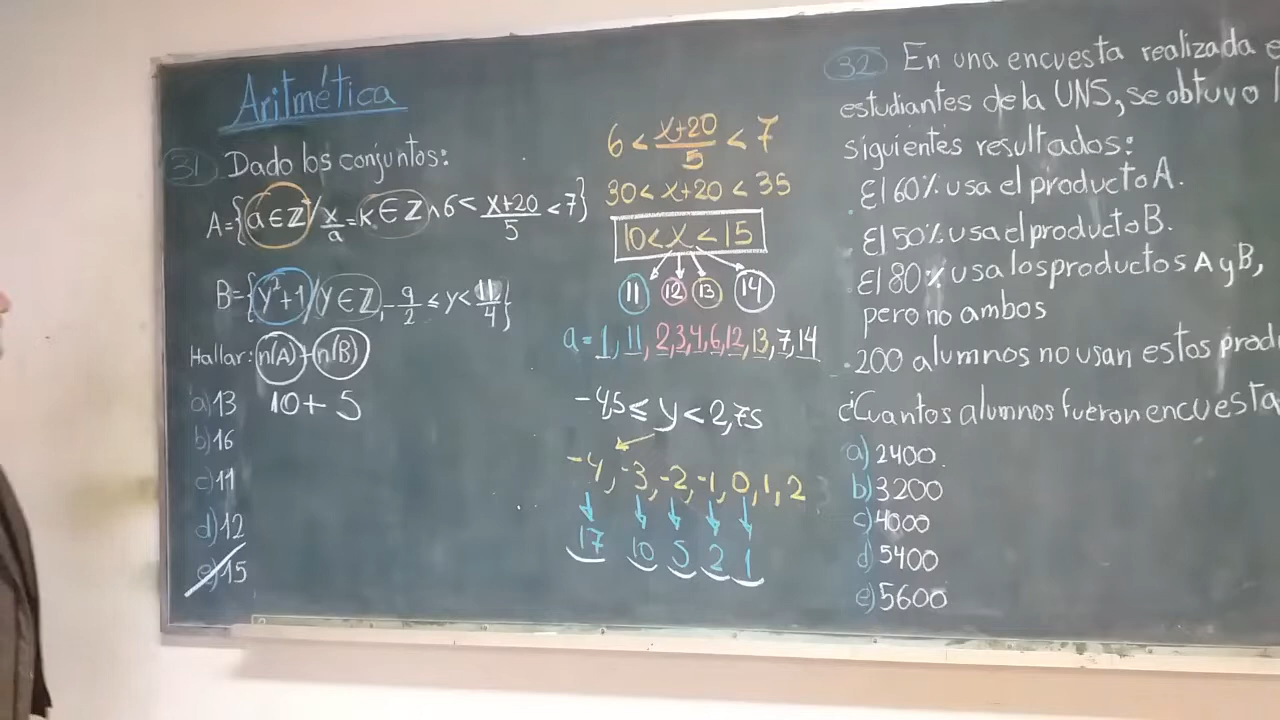 Aritmética
31 Dado los conjuntos:
A={a∈Z/x/a=K∈Z∧6<(x+20)/5<7}
B={y²+1/y∈Z,-9/2≤y<11/4}
Hallar: n(A)+n(B)
10+5
a)13
b)16
c)11
d)12
e)15
6<(x+20)/5<7
30<x+20<35
10<x<15
11 12 13 14
a=1,11,2,3,4,6,12,13,7,14
-4,5≤y<2,75
-4,-3,-2,-1,0,1,2
17 10 5 2 1
32 En una encuesta realizada
estudiantes de la UNS, se obtuvo
siguientes resultados:
El 60% usa el producto A.
El 50% usa el producto B.
El 80% usa los productos A y B,
pero no ambos
200 alumnos no usan estos
¿Cuantos alumnos fueron
a)2400.
b)3200
c)4000
d)5400
e)5600